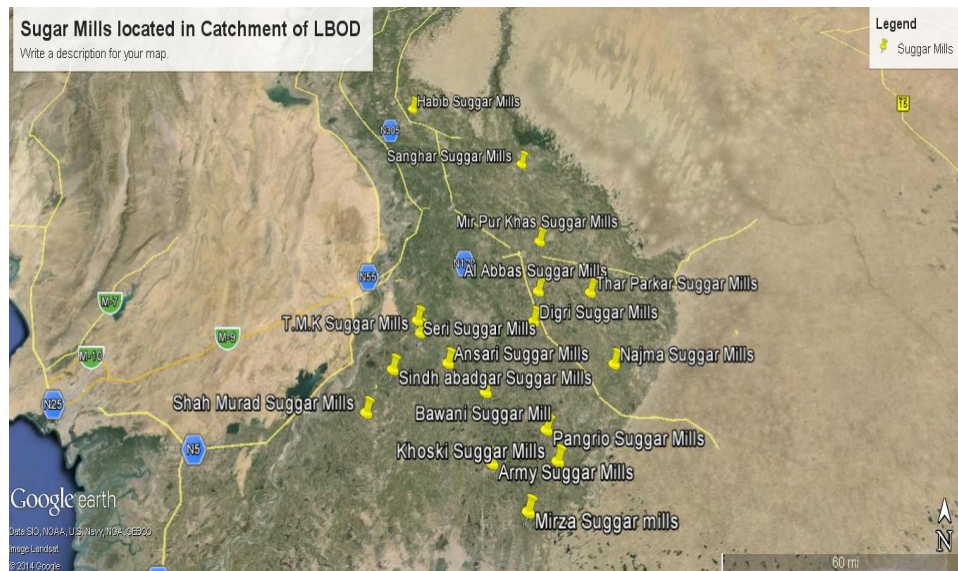 Sugar Mills located in Catchment of LBOD
Write a description for your map.
Legend
Suggar Mills
Habib Suggar Mills
N305
15
Sanghar Suggar Mills
Mir Pur Khas Suggar Mills
Al Abbas Suggar Mills
N55
Thar Parkar Suggar Mills
M-7
Digri Suggar Mills
T.M.K Suggar Mills
Seri Suggar Mills
M-9
M-10
Ansari Suggar Mills
Najma Suggar Mills
Sindh abadgar Suggar Mills
N25
Shah Murad Suggar Mills
Bawani Suggar Mill
Pangrio Suggar Mills
N5
Khoski Suggar Mills
Army Suggar Mills
Google earth
Mirza Suggar mills
Data SIO, NOAA, U.S. Navy, NGA, GEBCO
Image Landsat
© 2014 Google
N
60 mi